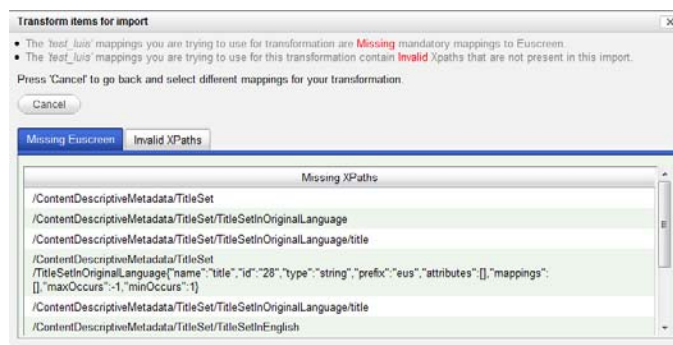 Transform items for import
• The 'test_luis' mappings you are trying to use for transformation are Missing mandatory mappings to Euscreen.
• The 'test_luis' mappings you are trying to use for this transformation contain Invalid Xpaths that are not present in this import.
Press 'Cancel' to go back and select different mappings for your transformation.
Cancel
Missing Euscreen Invalid XPaths
Missing XPaths
/ContentDescriptiveMetadata/TitleSet
/ContentDescriptiveMetadata/TitleSet/TitleSetInOriginalLanguage
/ContentDescriptiveMetadata/TitleSet/TitleSetInOriginalLanguage/title
/ContentDescriptiveMetadata/TitleSet
/TitleSetInOriginalLanguage{"name":"title","id":"28","type":"string","prefix":"eus","attributes":[],"mappings":
[],"maxOccurs":-1,"minOccurs":1}
/ContentDescriptiveMetadata/TitleSet/TitleSetInOriginalLanguage/title
/ContentDescriptiveMetadata/TitleSet/TitleSetInEnglish